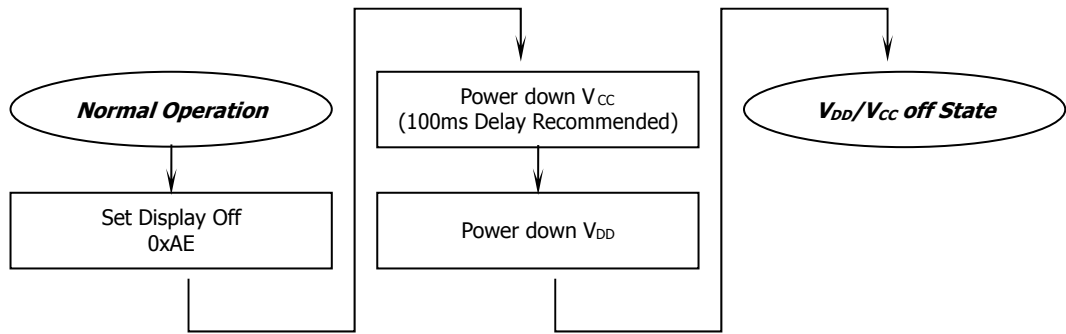 Normal Operation
Set Display Off
0xAE
Power down VCC
(100ms Delay Recommended)
Power down VDD
VDD/VCC off State